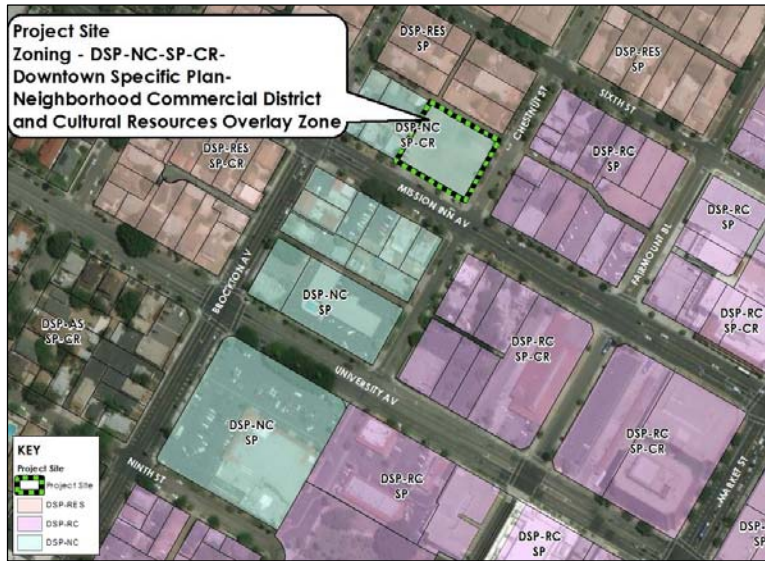 Project Site
Zoning - DSP-NC-SP-CR-
Downtown Specific Plan-
Neighborhood Commercial District
and Cultural Resources Overlay Zone
DSP-RES
SP
DSP-RES
SP
SIXTH ST
CHESTNUT ST
DSP-NC
SP-CR
DSP-RES
SP-CR
DSP-RC
SP
MISSION INN AV
DSP-RC
SP
FAIRMOUNT BL
BROCKTON AV
DSP-NC
SP
DSP-RC
SP-CR
DSP-AS
SP-CR
DSP-RC
SP-CR
UNIVERSITY AV
DSP-NC
SP
DSP-RC
SP-CR
MARKET ST
NINTH ST
DSP-RC
SP
DSP-RC
SP
DSP-RC
SP
KEY
Project Site
Project Site
DSP-RES
DSP-RC
DSP-NC